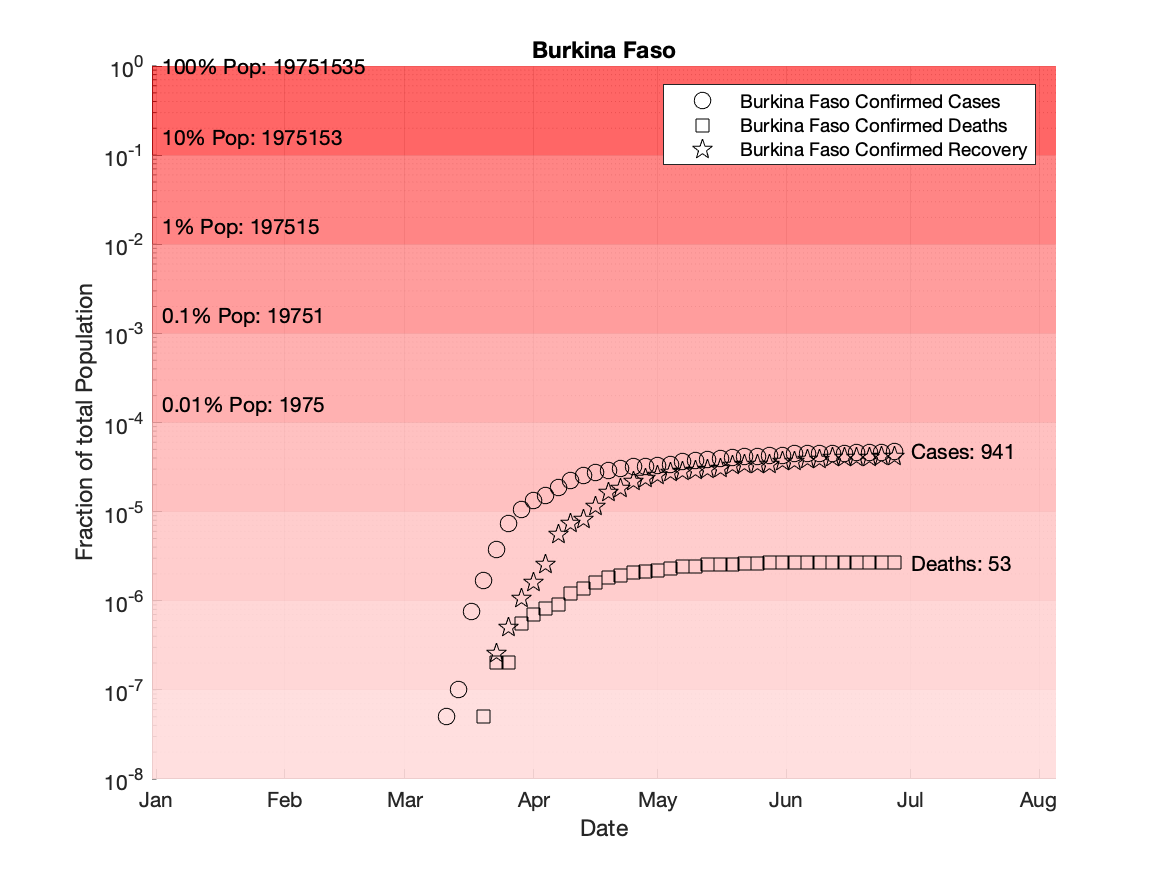 Burkina Faso
10^0
10^-1
10^-2
10^-3
10^-4
10^-5
10^-6
10^-7
10^-8
Fraction of total Population
100% Pop: 19751535
10% Pop: 1975153
1% Pop: 197515
0.1% Pop: 19751
0.01% Pop: 1975
Burkina Faso Confirmed Cases
Burkina Faso Confirmed Deaths
Burkina Faso Confirmed Recovery
Cases: 941
Deaths: 53
Jan Feb Mar Apr May Jun Jul Aug
Date